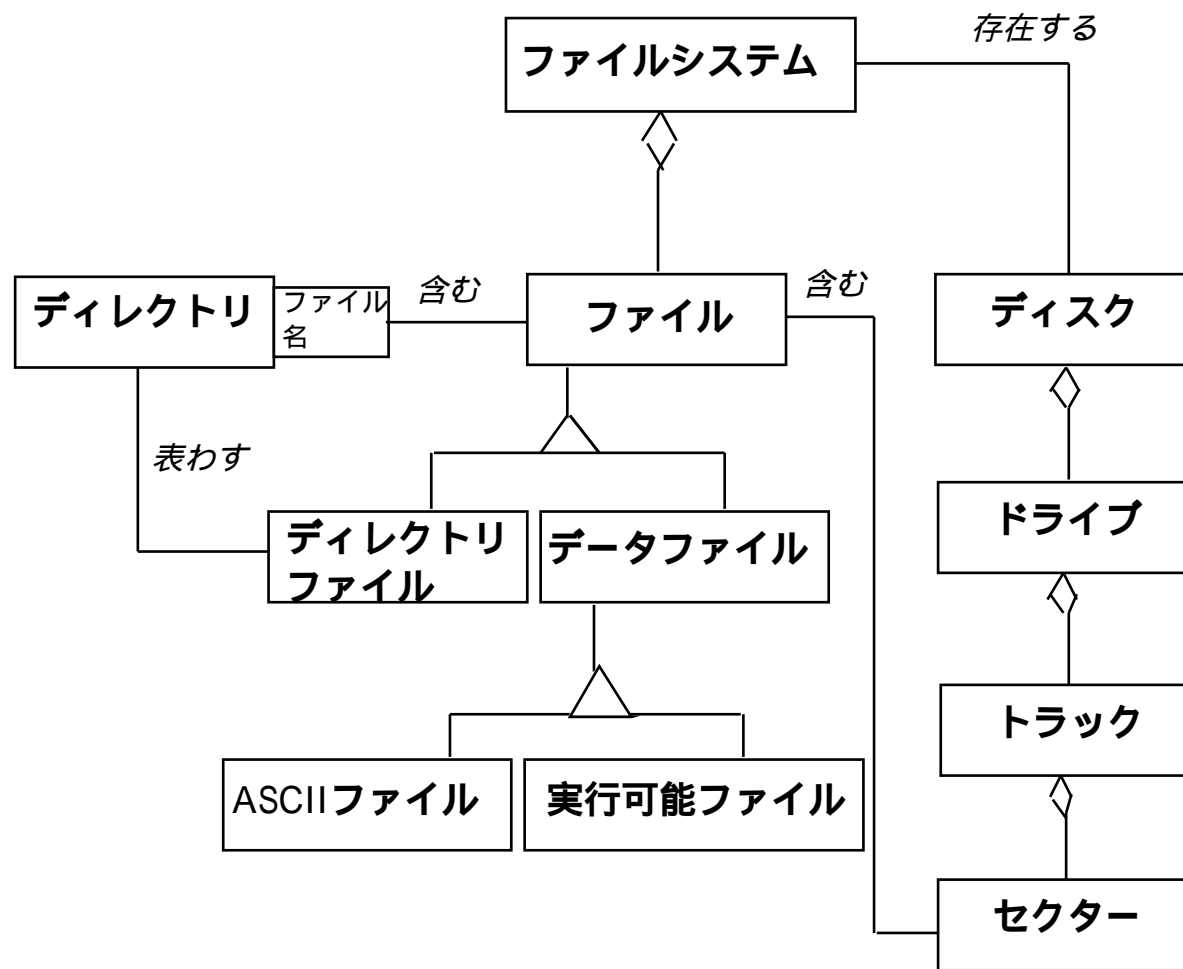 存在する
ファイルシステム
ディレクトリ
ファイル
名
含む
ファイル
含む
ディスク
表わす
ディレクトリ
ファイル
データファイル
ドライブ
トラック
ASCIIファイル
実行可能ファイル
セクター